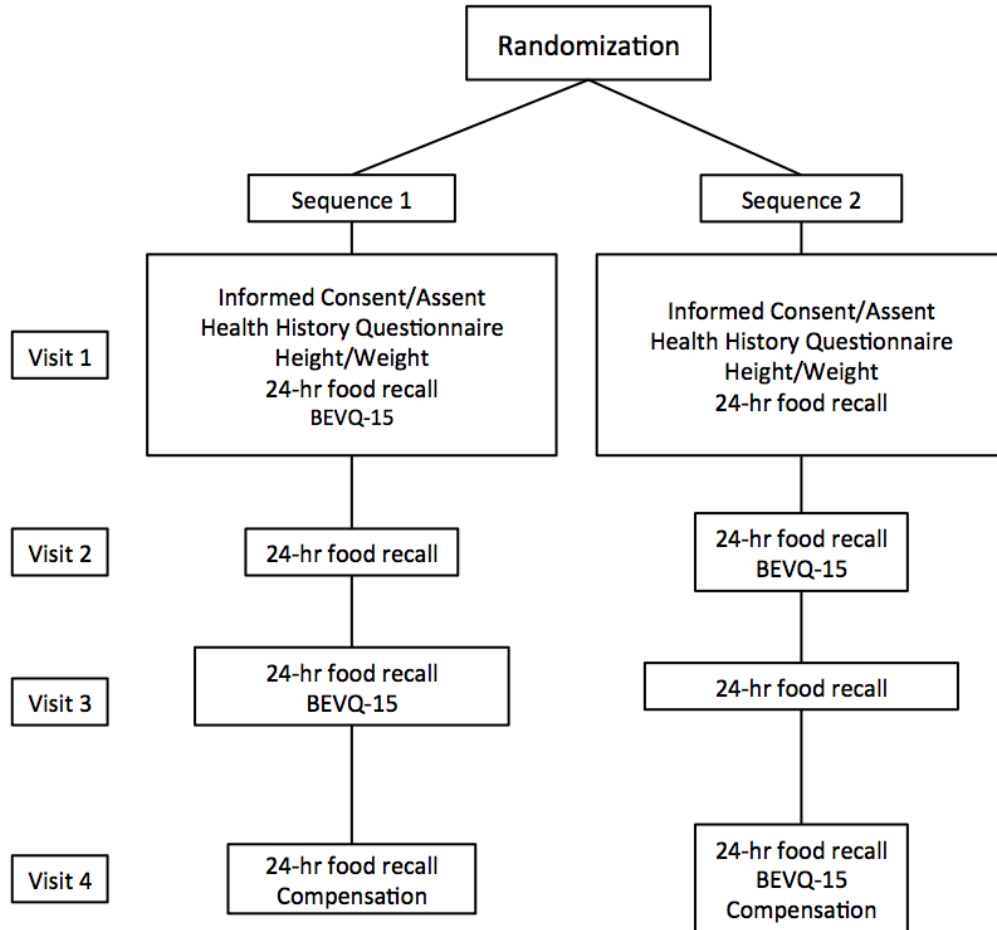 Randomization
Sequence 1
Sequence 2
Visit 1
Informed Consent/Assent
Health History Questionnaire
Height/Weight
24-hr food recall
BEVQ-15
Informed Consent/Assent
Health History Questionnaire
Height/Weight
24-hr food recall
Visit 2
24-hr food recall
24-hr food recall
BEVQ-15
Visit 3
24-hr food recall
BEVQ-15
24-hr food recall
Visit 4
24-hr food recall
Compensation
24-hr food recall
BEVQ-15
Compensation